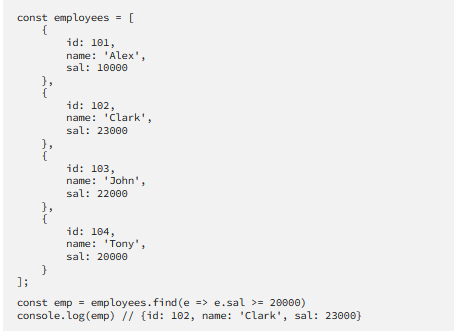 const employees = [
    {
        id: 101,
        name: 'Alex',
        sal: 10000
    },
    {
        id: 102,
        name: 'Clark',
        sal: 23000
    },
    {
        id: 103,
        name: 'John',
        sal: 22000
    },
    {
        id: 104,
        name: 'Tony',
        sal: 20000
    }
];
const emp = employees.find(e => e.sal >= 20000)
console.log(emp) // {id: 102, name: 'Clark', sal: 23000}